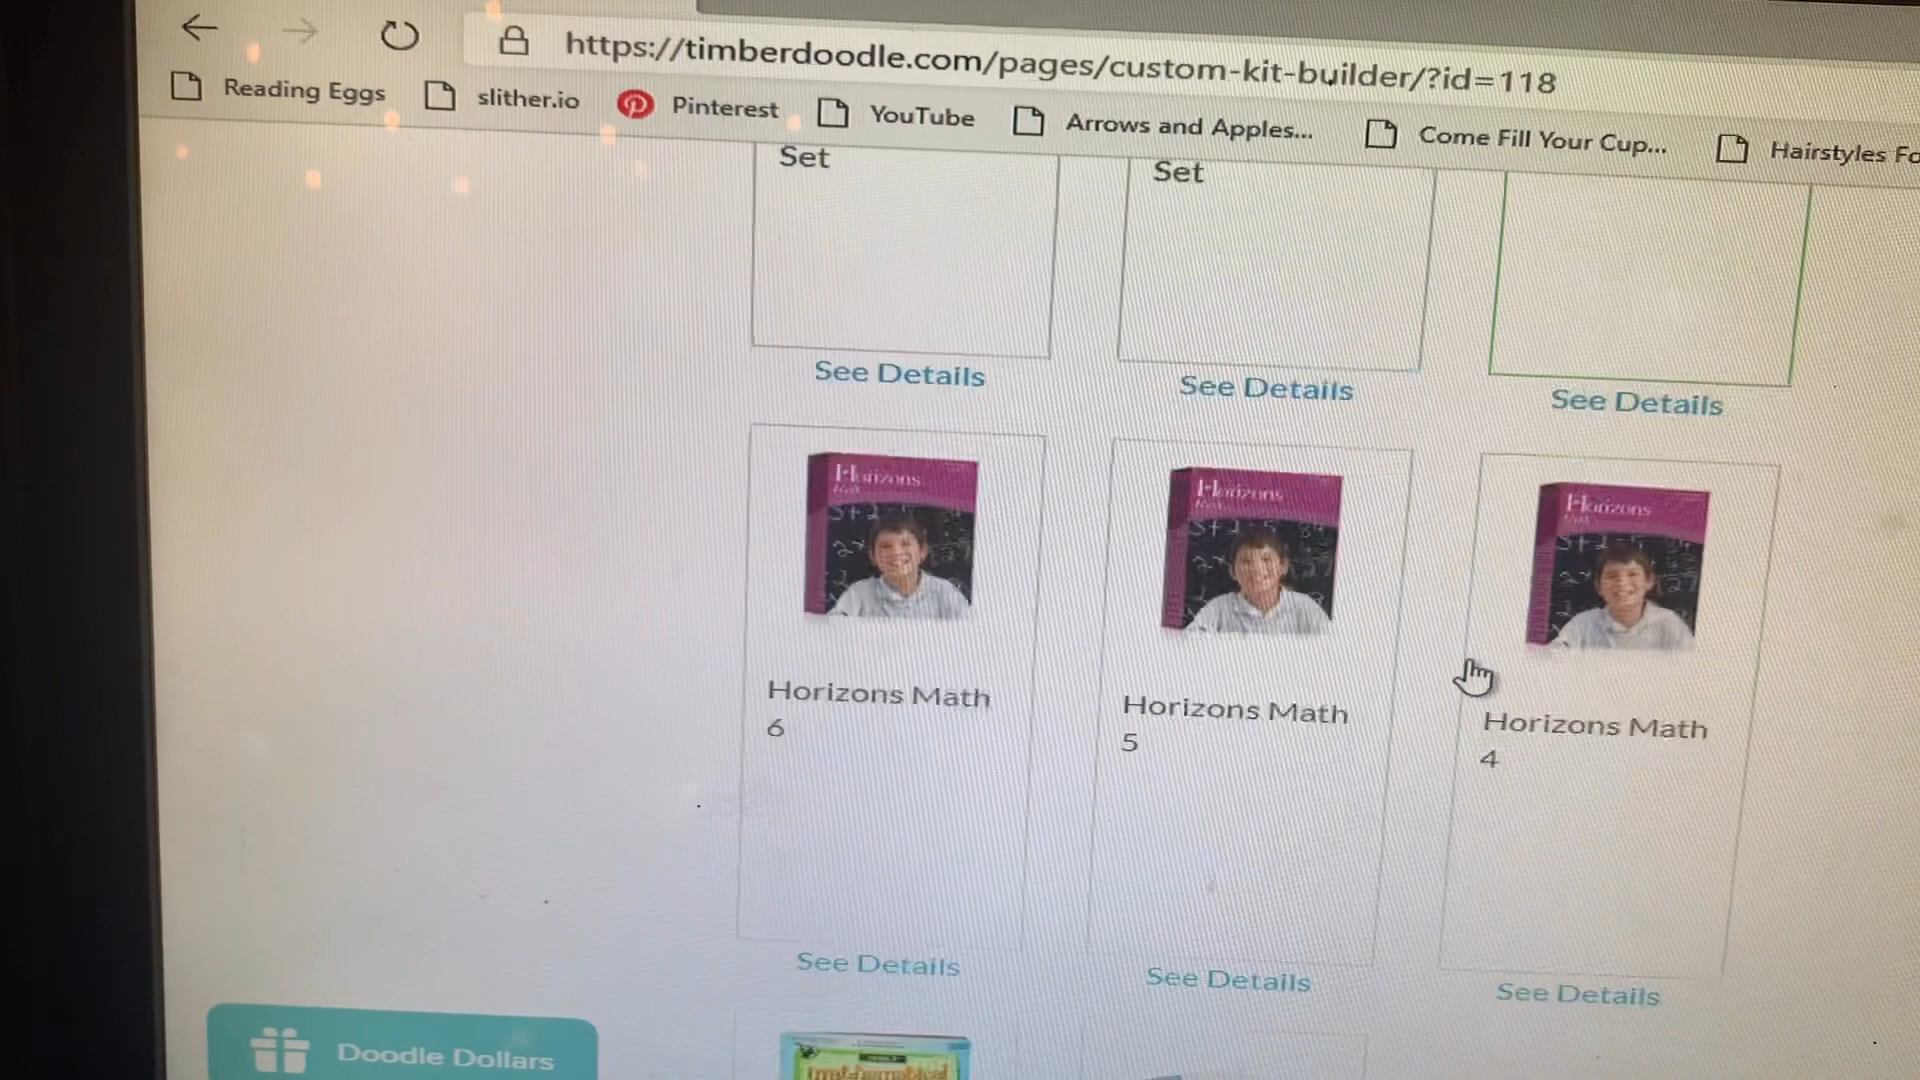 https://timberdoodle.com/pages/custom-kit-builder/?id=118
Reading Eggs slither.io Pinterest YouTube Arrows and Apples... Come Fill Your Cup... Hairstyles Fo
Set Set
See Details See Details See Details
Horizons Horizons Horizons
Horizons Math 6
Horizons Math 5
Horizons Math 4
See Details See Details See Details
Doodle Dollars